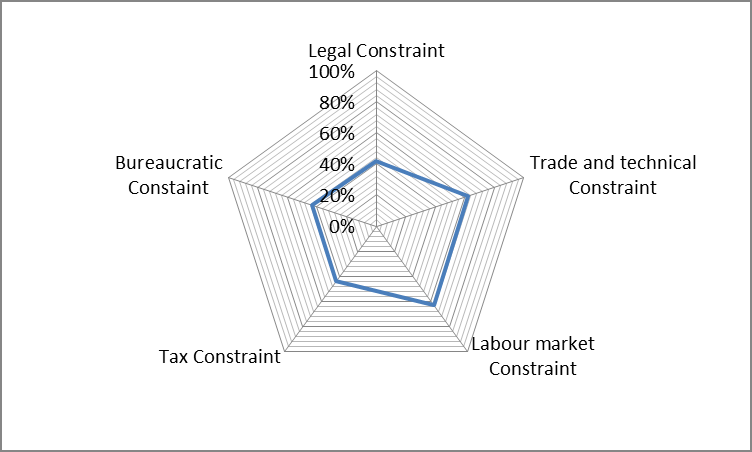 Legal Constraint
100%
80%
60%
40%
20%
0%
Trade and technical
Constraint
Labour market
Constraint
Tax Constraint
Bureaucratic
Constaint